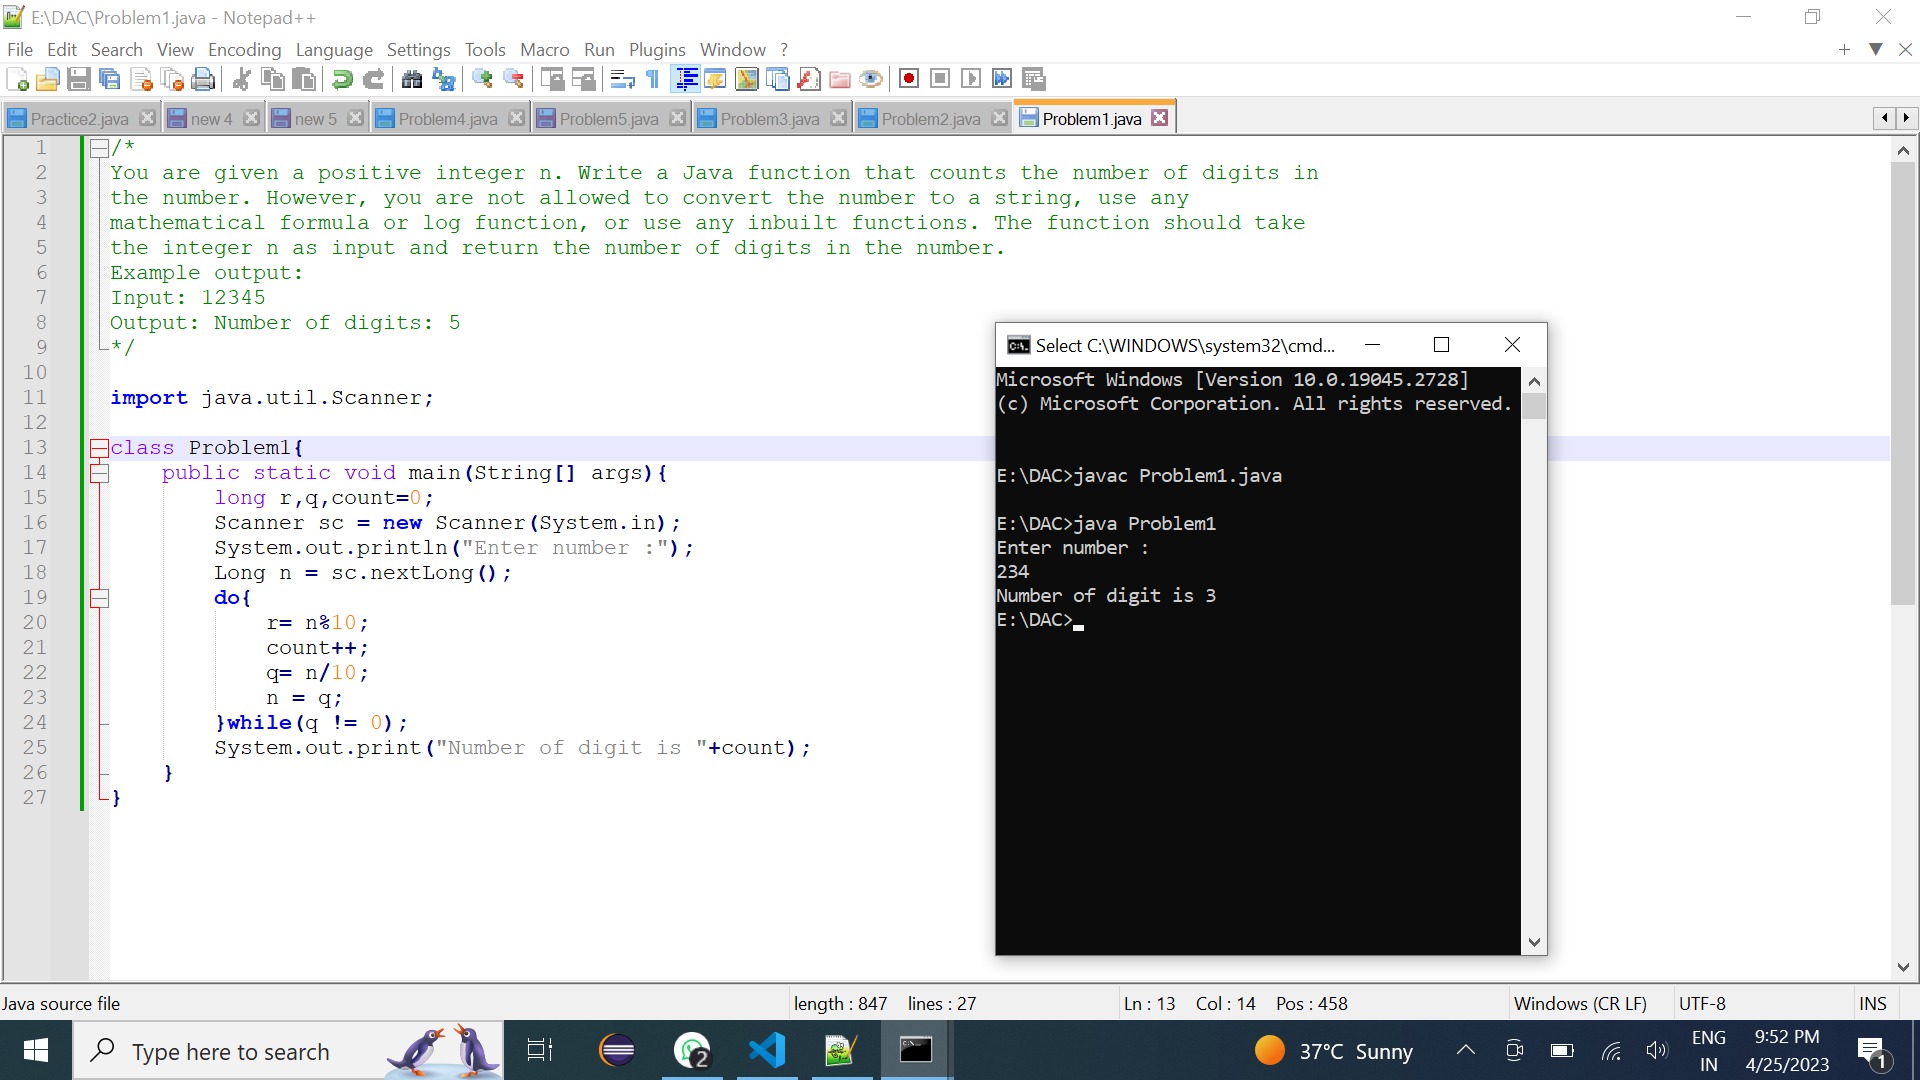 E:\DAC\Problem1.java - Notepad++
File Edit Search View Encoding Language Settings Tools Macro Run Plugins Window ?
Practice2.java new 4 new 5 Problem4.java Problem5.java Problem3.java Problem2.java Problem1.java
1 /*
2 You are given a positive integer n. Write a Java function that counts the number of digits in
3 the number. However, you are not allowed to convert the number to a string, use any
4 mathematical formula or log function, or use any inbuilt functions. The function should take
5 the integer n as input and return the number of digits in the number.
6 Example output:
7 Input: 12345
8 Output: Number of digits: 5
9 */
10
11 import java.util.Scanner;
12
13 class Problem1{
14 public static void main(String[] args){
15 long r,q,count=0;
16 Scanner sc = new Scanner(System.in);
17 System.out.println("Enter number :");
18 Long n = sc.nextLong();
19 do{
20 r= n%10;
21 count++;
22 q= n/10;
23 n = q;
24 }while(q != 0);
25 System.out.print("Number of digit is "+count);
26 }
27 }
Select C:\WINDOWS\system32\cmd...
Microsoft Windows [Version 10.0.19045.2728]
(c) Microsoft Corporation. All rights reserved.
E:\DAC>javac Problem1.java
E:\DAC>java Problem1
Enter number :
234
Number of digit is 3
E:\DAC>
Java source file length : 847 lines : 27 Ln : 13 Col : 14 Pos : 458 Windows (CR LF) UTF-8 INS
Type here to search 2 37°C Sunny ENG IN 9:52 PM 4/25/2023 1